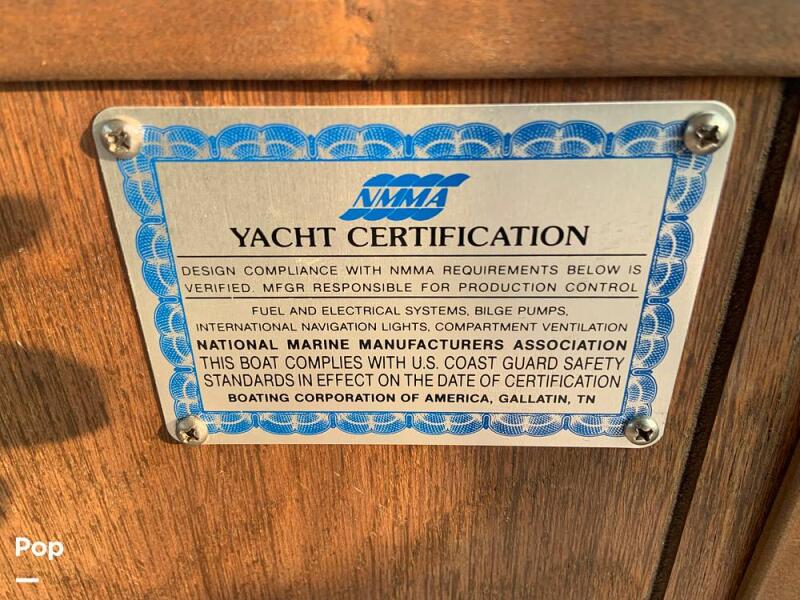 NMMA
YACHT CERTIFICATION
DESIGN COMPLIANCE WITH NMMA REQUIREMENTS BELOW IS
VERIFIED. MFGR RESPONSIBLE FOR PRODUCTION CONTROL
FUEL AND ELECTRICAL SYSTEMS, BILGE PUMPS,
INTERNATIONAL NAVIGATION LIGHTS, COMPARTMENT VENTILATION
NATIONAL MARINE MANUFACTURERS ASSOCIATION
THIS BOAT COMPLIES WITH U.S. COAST GUARD SAFETY
STANDARDS IN EFFECT ON THE DATE OF CERTIFICATION
BOATING CORPORATION OF AMERICA, GALLATIN, TN
Pop